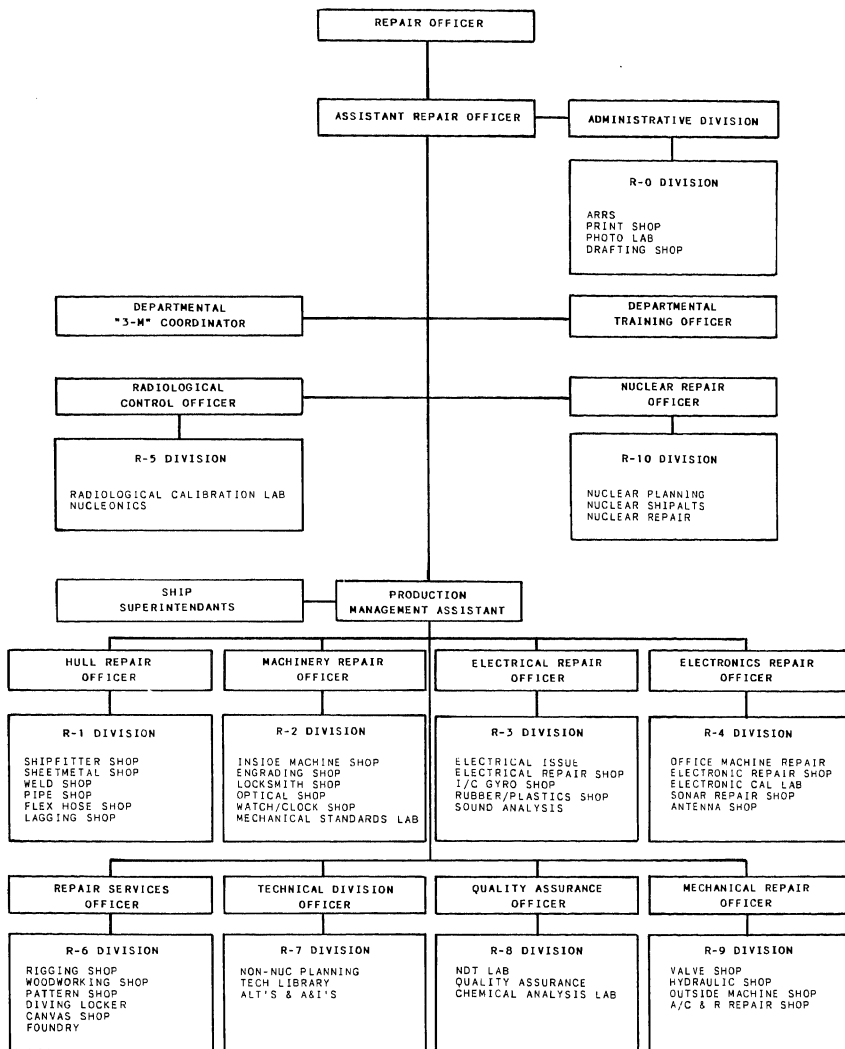 REPAIR OFFICER
ASSISTANT REPAIR OFFICER
ADMINISTRATIVE DIVISION
R-0 DIVISION
ARRS
PRINT SHOP
PHOTO LAB
DRAFTING SHOP
DEPARTMENTAL
"3-M" COORDINATOR
DEPARTMENTAL
TRAINING OFFICER
RADIOLOGICAL
CONTROL OFFICER
NUCLEAR REPAIR
OFFICER
R-5 DIVISION
RADIOLOGICAL CALIBRATION LAB
NUCLEONICS
R-10 DIVISION
NUCLEAR PLANNING
NUCLEAR SHIPALTS
NUCLEAR REPAIR
SHIP
SUPERINTENDANTS
PRODUCTION
MANAGEMENT ASSISTANT
HULL REPAIR
OFFICER
MACHINERY REPAIR
OFFICER
ELECTRICAL REPAIR
OFFICER
ELECTRONICS REPAIR
OFFICER
R-1 DIVISION
SHIPFITTER SHOP
SHEETMETAL SHOP
WELD SHOP
PIPE SHOP
FLEX HOSE SHOP
LAGGING SHOP
R-2 DIVISION
INSIDE MACHINE SHOP
ENGRADING SHOP
LOCKSMITH SHOP
OPTICAL SHOP
WATCH/CLOCK SHOP
MECHANICAL STANDARDS LAB
R-3 DIVISION
ELECTRICAL ISSUE
ELECTRICAL REPAIR SHOP
I/C GYRO SHOP
RUBBER/PLASTICS SHOP
SOUND ANALYSIS
R-4 DIVISION
OFFICE MACHINE REPAIR
ELECTRONIC REPAIR SHOP
ELECTRONIC CAL LAB
SONAR REPAIR SHOP
ANTENNA SHOP
REPAIR SERVICES
OFFICER
TECHNICAL DIVISION
OFFICER
QUALITY ASSURANCE
OFFICER
MECHANICAL REPAIR
OFFICER
R-6 DIVISION
RIGGING SHOP
WOODWORKING SHOP
PATTERN SHOP
DIVING LOCKER
CANVAS SHOP
FOUNDRY
R-7 DIVISION
NON-NUC PLANNING
TECH LIBRARY
ALT'S & A&I'S
R-8 DIVISION
NDT LAB
QUALITY ASSURANCE
CHEMICAL ANALYSIS LAB
R-9 DIVISION
VALVE SHOP
HYDRAULIC SHOP
OUTSIDE MACHINE SHOP
A/C & R REPAIR SHOP